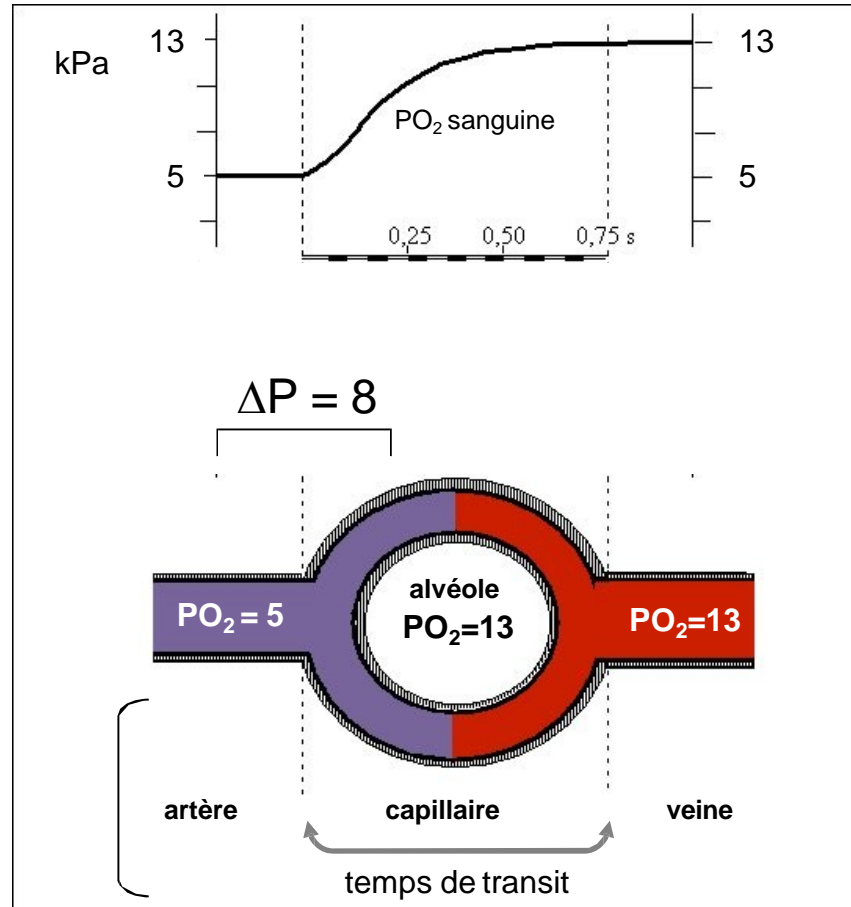 13 13
kPa
PO₂ sanguine
5 5
0,25 0,50 0,75 s
ΔP = 8
alvéole
PO₂ = 5 PO₂=13 PO₂=13
artère capillaire veine
temps de transit